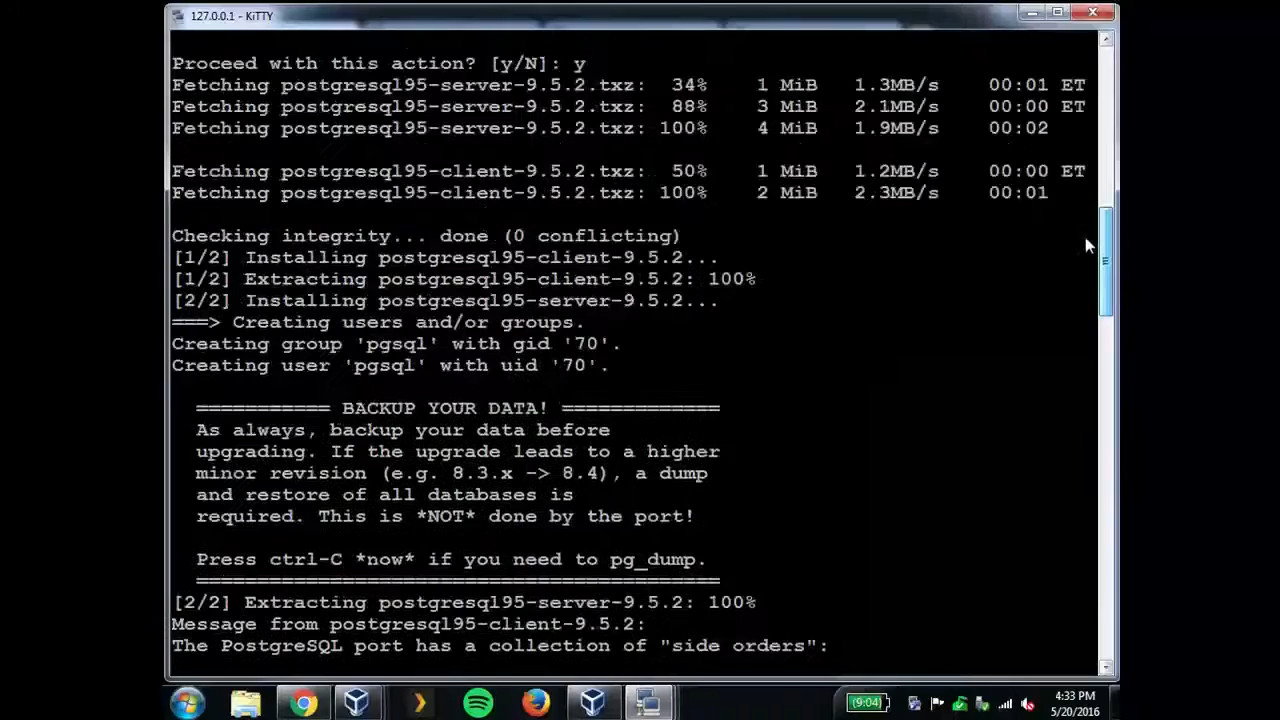 127.0.0.1 - KiTTY
Proceed with this action? [y/N]: y
Fetching postgresql95-server-9.5.2.txz:  34%    1 MiB   1.3MB/s    00:01 ET
Fetching postgresql95-server-9.5.2.txz:  88%    3 MiB   2.1MB/s    00:00 ET
Fetching postgresql95-server-9.5.2.txz: 100%    4 MiB   1.9MB/s    00:02
Fetching postgresql95-client-9.5.2.txz:  50%    1 MiB   1.2MB/s    00:00 ET
Fetching postgresql95-client-9.5.2.txz: 100%    2 MiB   2.3MB/s    00:01
Checking integrity... done (0 conflicting)
[1/2] Installing postgresql95-client-9.5.2...
[1/2] Extracting postgresql95-client-9.5.2: 100%
[2/2] Installing postgresql95-server-9.5.2...
===> Creating users and/or groups.
Creating group 'pgsql' with gid '70'.
Creating user 'pgsql' with uid '70'.
=========== BACKUP YOUR DATA! =============
As always, backup your data before
upgrading. If the upgrade leads to a higher
minor revision (e.g. 8.3.x -> 8.4), a dump
and restore of all databases is
required. This is *NOT* done by the port!
Press ctrl-C *now* if you need to pg_dump.
===========================================
[2/2] Extracting postgresql95-server-9.5.2: 100%
Message from postgresql95-client-9.5.2:
The PostgreSQL port has a collection of "side orders":
(9:04)
4:33 PM
5/20/2016